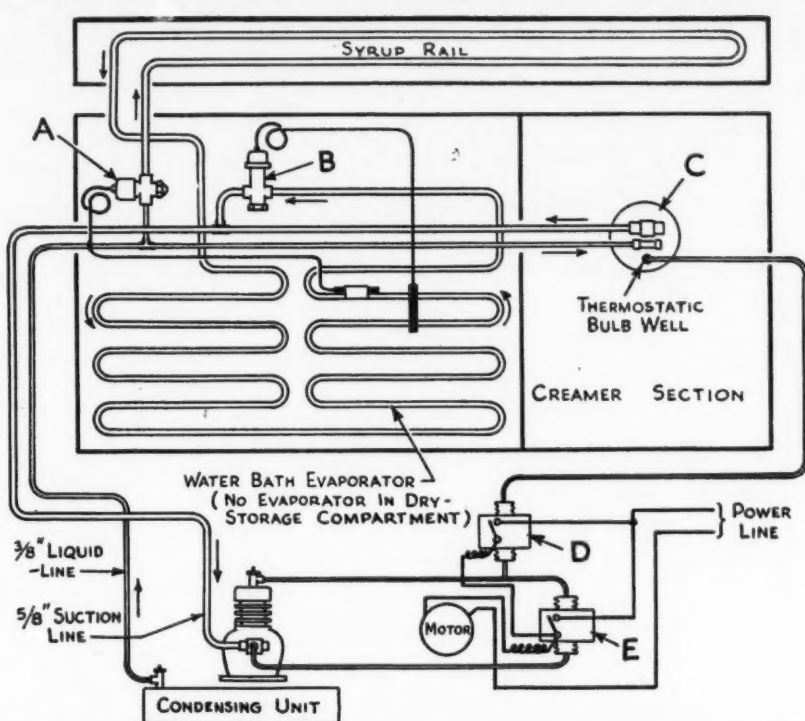 SYRUP RAIL
A
B
C
THERMOSTATIC
BULB WELL
CREAMER SECTION
WATER BATH EVAPORATOR
(NO EVAPORATOR IN DRY-
STORAGE COMPARTMENT)
D
POWER
LINE
3/8" LIQUID
-LINE
5/8" SUCTION
LINE
MOTOR
E
CONDENSING UNIT